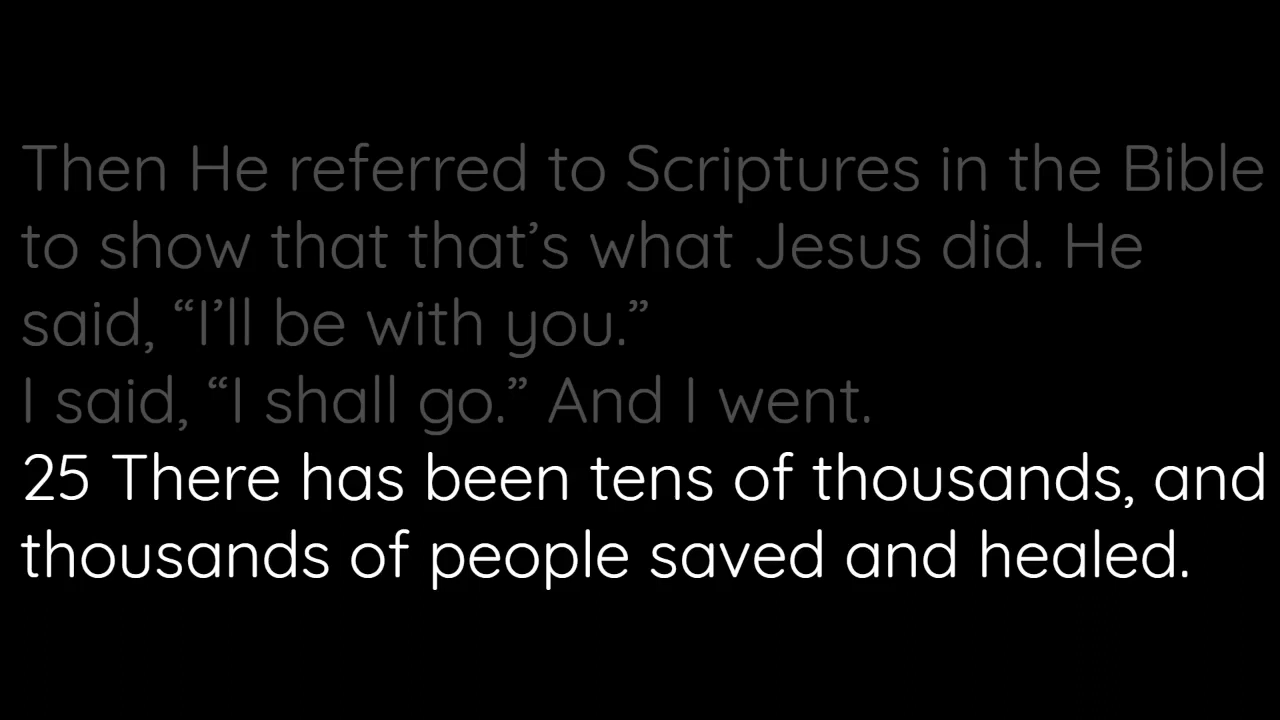 Then He referred to Scriptures in the Bible
to show that that’s what Jesus did. He
said, “I’ll be with you.”
I said, “I shall go.” And I went.
25 There has been tens of thousands, and
thousands of people saved and healed.